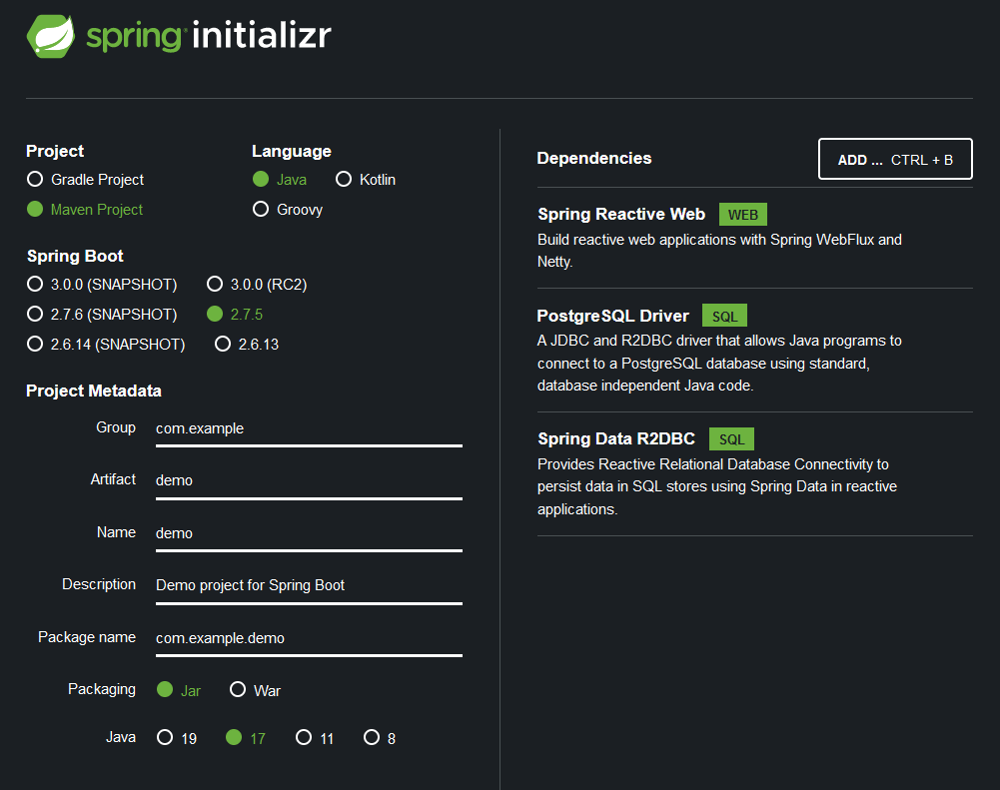 spring initializr
Project
Gradle Project
Maven Project
Language
Java Kotlin
Groovy
Spring Boot
3.0.0 (SNAPSHOT) 3.0.0 (RC2)
2.7.6 (SNAPSHOT) 2.7.5
2.6.14 (SNAPSHOT) 2.6.13
Project Metadata
Group com.example
Artifact demo
Name demo
Description Demo project for Spring Boot
Package name com.example.demo
Packaging Jar War
Java 19 17 11 8
Dependencies
ADD ... CTRL + B
Spring Reactive Web WEB
Build reactive web applications with Spring WebFlux and
Netty.
PostgreSQL Driver SQL
A JDBC and R2DBC driver that allows Java programs to
connect to a PostgreSQL database using standard,
database independent Java code.
Spring Data R2DBC SQL
Provides Reactive Relational Database Connectivity to
persist data in SQL stores using Spring Data in reactive
applications.